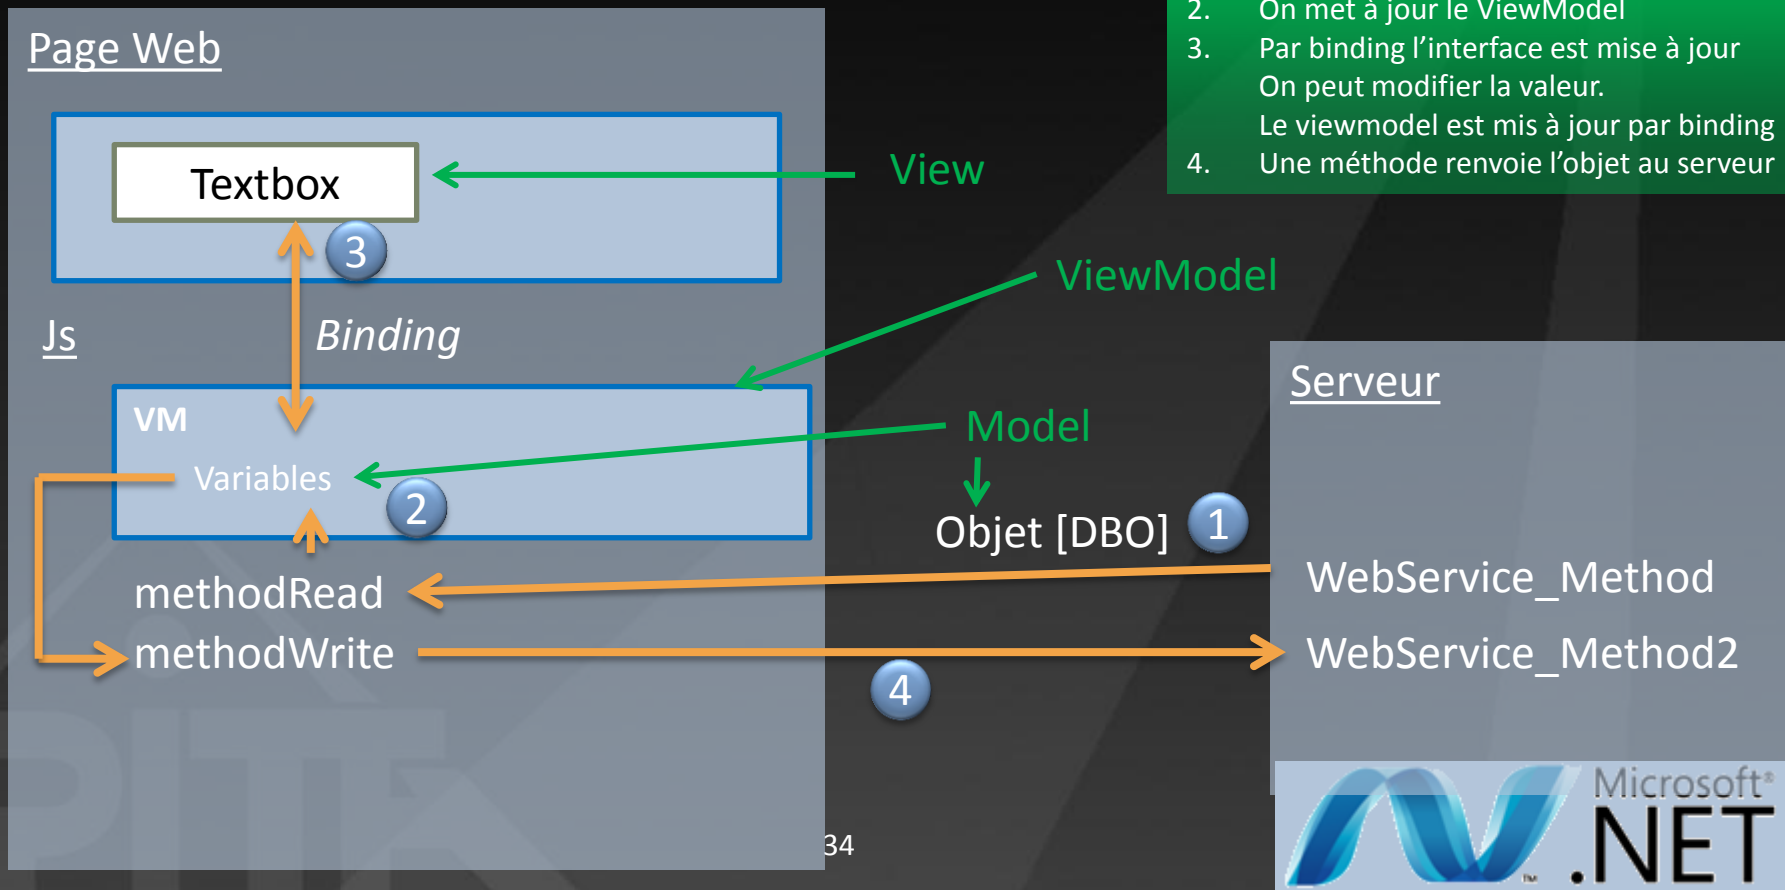 2. On met à jour le ViewModel
3. Par binding l'interface est mise à jour
On peut modifier la valeur.
Le viewmodel est mis à jour par binding
4. Une méthode renvoie l'objet au serveur
Page Web
Textbox
View
3
ViewModel
Js
Binding
Serveur
VM
Model
Variables
2
Objet [DBO]
1
methodRead
WebService_Method
methodWrite
WebService_Method2
4
34
Microsoft®
.NET
TM